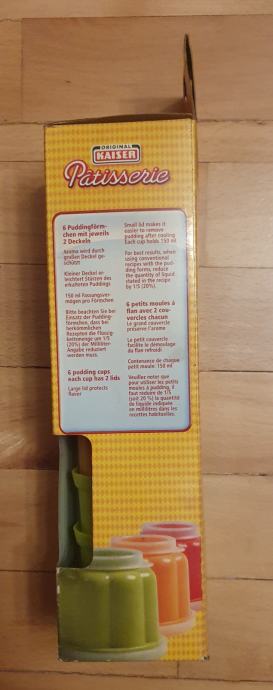 ORIGINAL
KAISER
Pâtisserie
6 Puddingförm-
chen mit jeweils
2 Deckeln
Aroma wird durch
großen Deckel ge-
schützt
Kleiner Deckel er-
leichtert Stürzen des
erkalteten Puddings
150 ml Fassungsver-
mögen pro Förmchen
Bitte beachten Sie bei
Einsatz der Pudding-
förmchen, dass bei
herkömmlichen
Rezepten die Flüssig-
keitsmenge um 1/5
(20%) der Milliliter-
Angabe reduziert
werden muss.
6 pudding cups
each cup has 2 lids
Large lid protects
flavor
Small lid makes it
easier to remove
pudding after cooling
Each cup holds 150 ml
For best results, when
using conventional
recipes with the pud-
ding forms, reduce
the quantity of liquid
stated in the recipe
by 1/5 (20%).
6 petits moules à
flan avec 2 cou-
vercles chacun
Le grand couvercle
préserve l'arome
Le petit couvercle
facilite le démoulage
du flan refroidi
Contenance de chaque
petit moule: 150 ml
Veuillez noter que
pour utiliser les petits
moules à pudding, il
faut réduire de 1/5
(soit 20 %) la quantité
de liquide indiquée
en millilitres dans les
recettes habituelles.